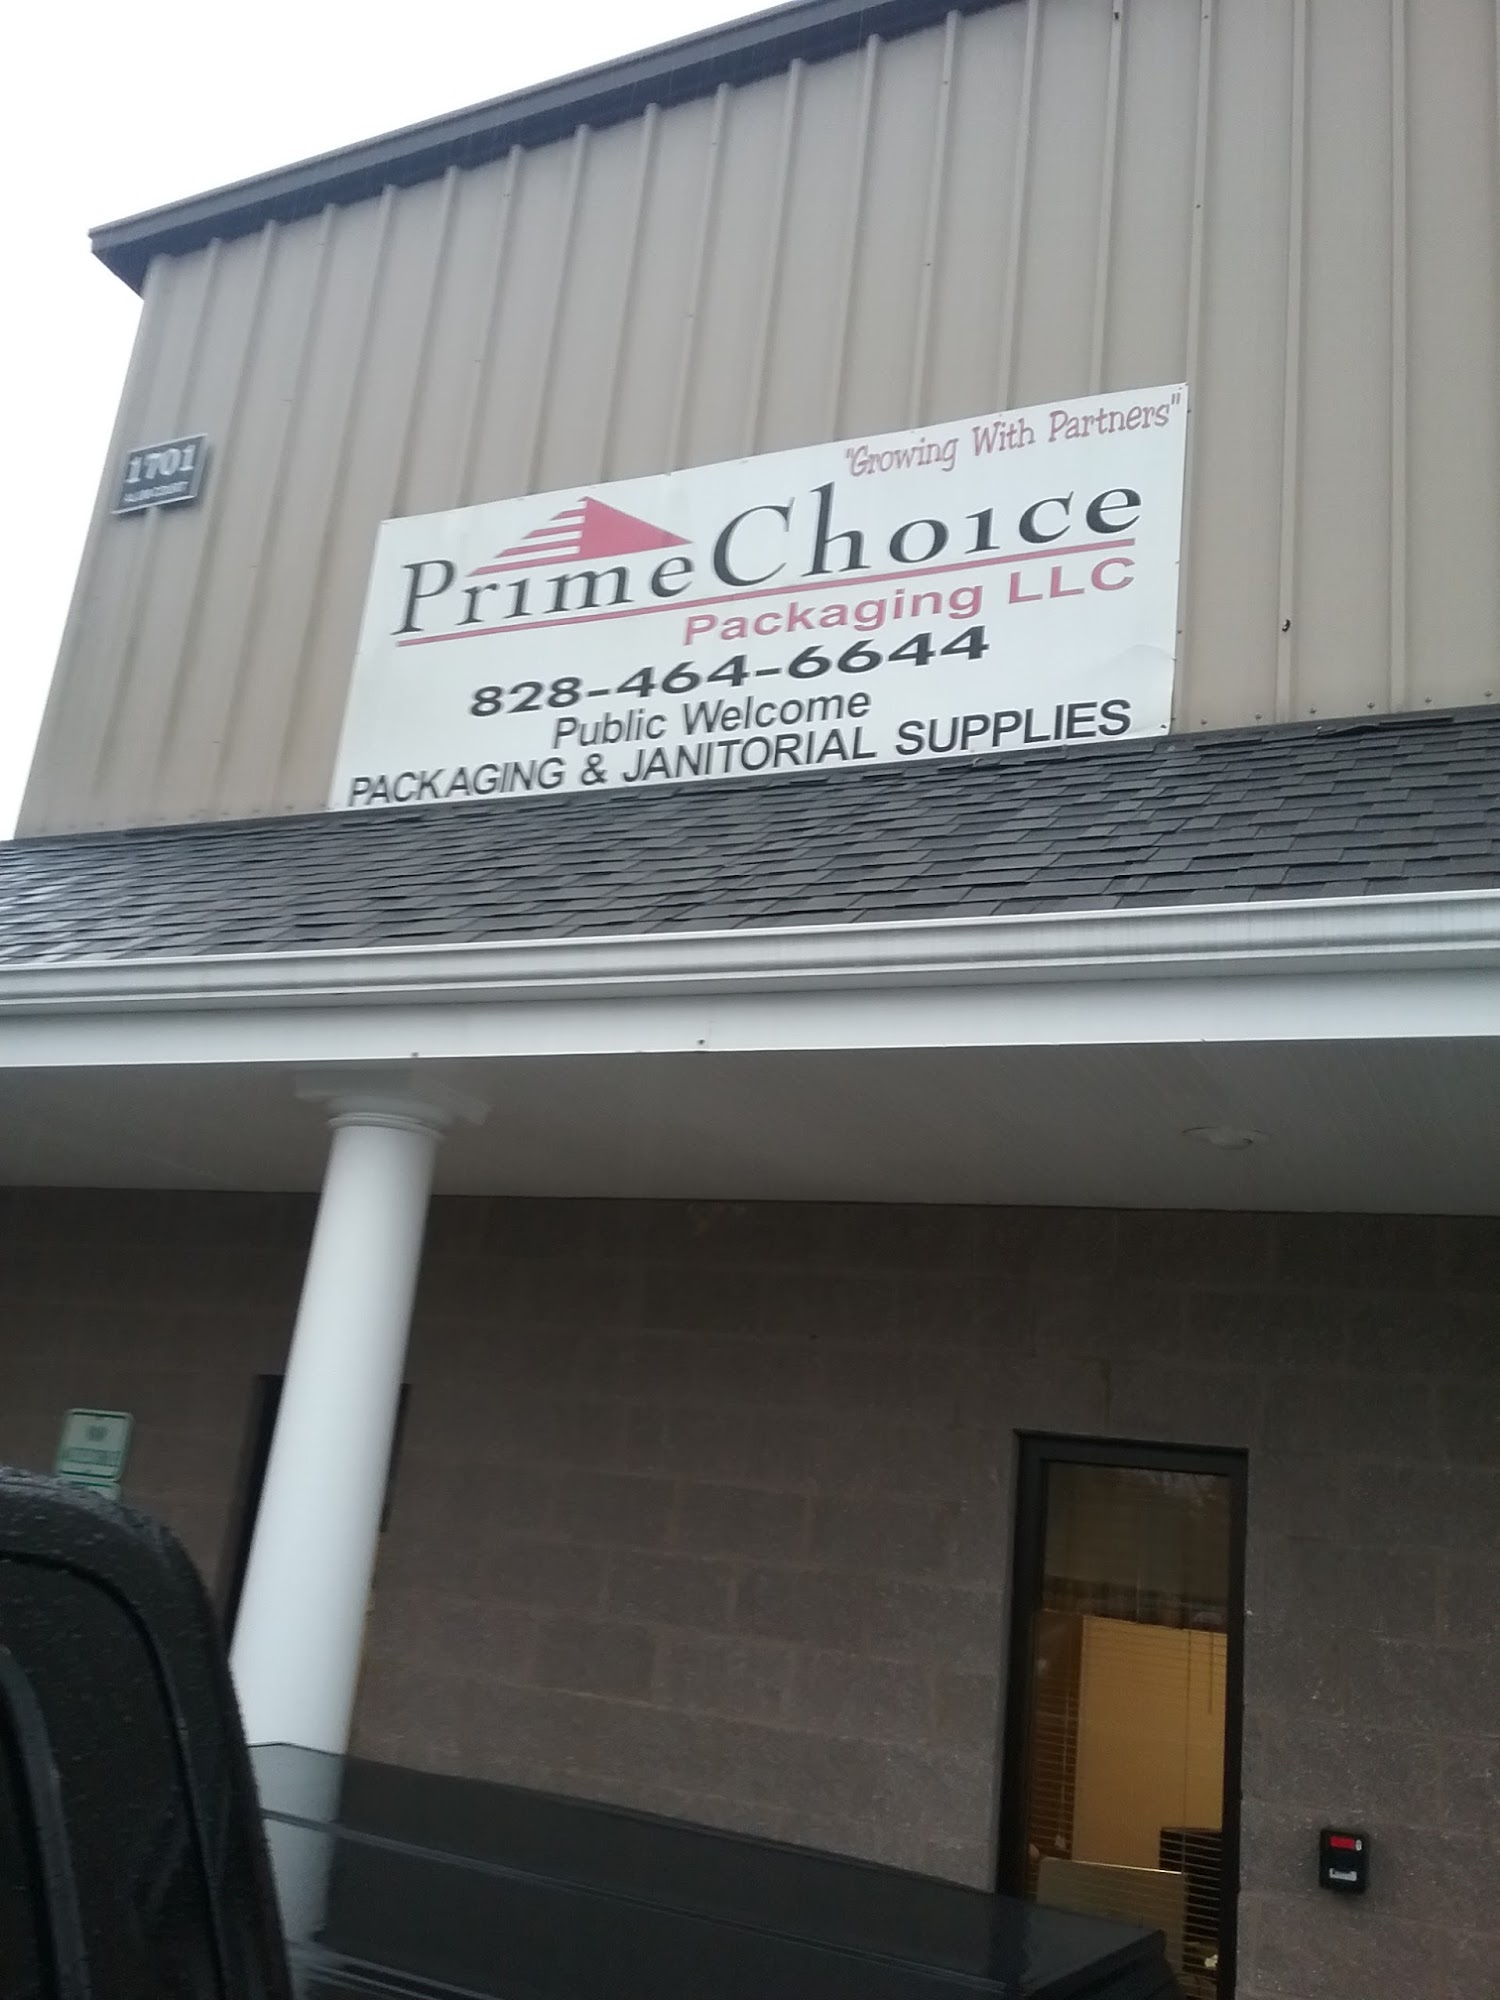 "Growing With Partners"
PrimeChoice
Packaging LLC
828-464-6644
Public Welcome
PACKAGING & JANITORIAL SUPPLIES
1701